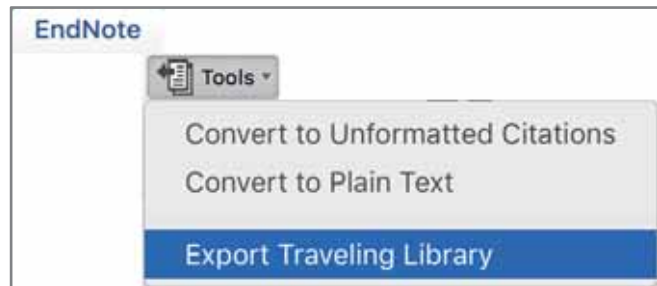 EndNote
Tools
Convert to Unformatted Citations
Convert to Plain Text
Export Traveling Library